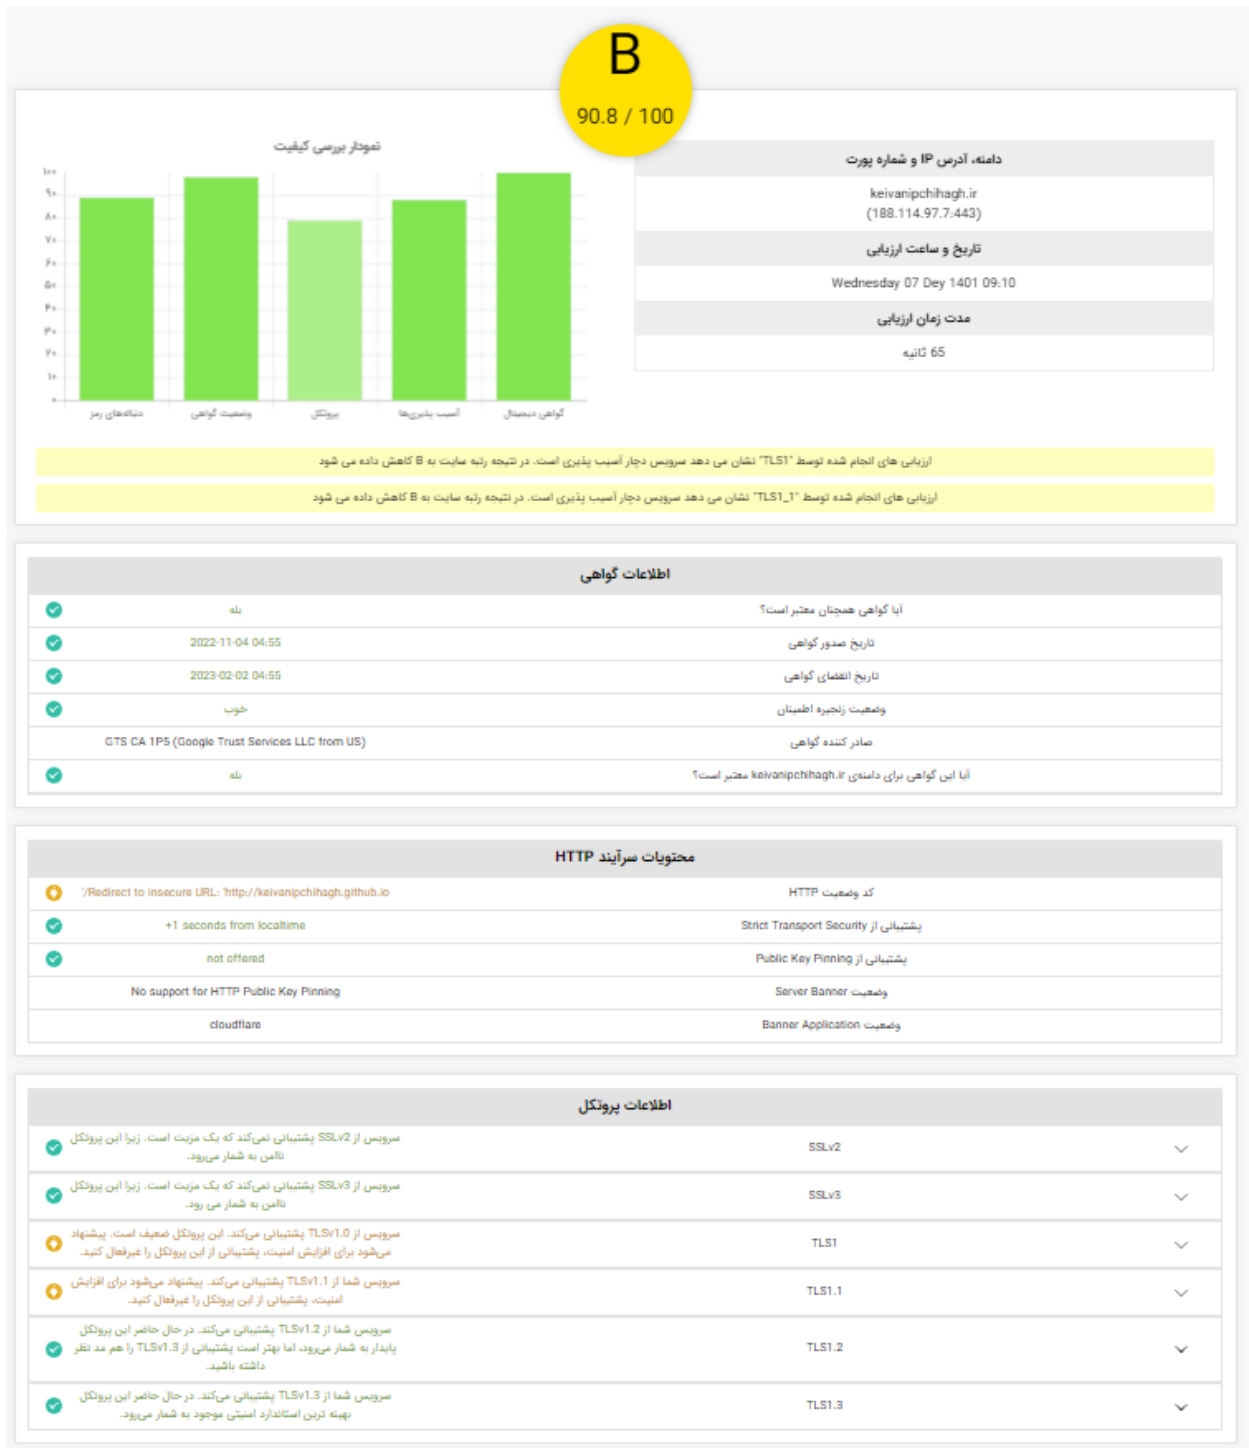 B
90.8 / 100
دامنه، آدرس IP و شماره پورت
keivanipchihagh.ir
(188.114.97.7:443)
تاریخ و ساعت ارزیابی
Wednesday 07 Dey 1401 09:10
مدت زمان ارزیابی
65 ثانیه
نمودار بررسی کیفیت
۱۰۰
۹۰
۸۰
۷۰
۶۰
۵۰
۴۰
۳۰
۲۰
۱۰
۰
گواهی دیجیتال
آسیب پذیری‌ها
پروتکل
وضعیت گواهی
دنباله‌های رمز
ارزیابی های انجام شده توسط "TLS1" نشان می دهد سرویس دچار آسیب پذیری است. در نتیجه رتبه سایت به B کاهش داده می شود
ارزیابی های انجام شده توسط "TLS1_1" نشان می دهد سرویس دچار آسیب پذیری است. در نتیجه رتبه سایت به B کاهش داده می شود
اطلاعات گواهی
آیا گواهی همچنان معتبر است؟ بله
تاریخ صدور گواهی 2022-11-04 04:55
تاریخ انقضای گواهی 2023-02-02 04:55
وضعیت زنجیره اطمینان خوب
صادر کننده گواهی GTS CA 1P5 (Google Trust Services LLC from US)
آیا این گواهی برای دامنه‌ی keivanipchihagh.ir معتبر است؟ بله
محتویات سرآیند HTTP
کد وضعیت HTTP '/Redirect to insecure URL: 'http://keivanipchihagh.github.io
پشتیبانی از Strict Transport Security +1 seconds from localtime
پشتیبانی از Public Key Pinning not offered
وضعیت Server Banner No support for HTTP Public Key Pinning
وضعیت Banner Application cloudflare
اطلاعات پروتکل
SSLv2
سرویس از SSLv2 پشتیبانی نمی‌کند که یک مزیت است. زیرا این پروتکل
ناامن به شمار می‌رود.
SSLv3
سرویس از SSLv3 پشتیبانی نمی‌کند که یک مزیت است. زیرا این پروتکل
ناامن به شمار می رود.
TLS1
سرویس از TLSv1.0 پشتیبانی می‌کند. این پروتکل ضعیف است. پیشنهاد
می‌شود برای افزایش امنیت، پشتیبانی از این پروتکل را غیرفعال کنید.
TLS1.1
سرویس شما از TLSv1.1 پشتیبانی می‌کند. پیشنهاد می‌شود برای افزایش
امنیت، پشتیبانی از این پروتکل را غیرفعال کنید.
TLS1.2
سرویس شما از TLSv1.2 پشتیبانی می‌کند. در حال حاضر این پروتکل
پایدار به شمار می‌رود، اما بهتر است پشتیبانی از TLSv1.3 را هم مد نظر
داشته باشید.
TLS1.3
سرویس شما از TLSv1.3 پشتیبانی می‌کند. در حال حاضر این پروتکل
بهینه ترین استاندارد امنیتی موجود به شمار می‌رود.